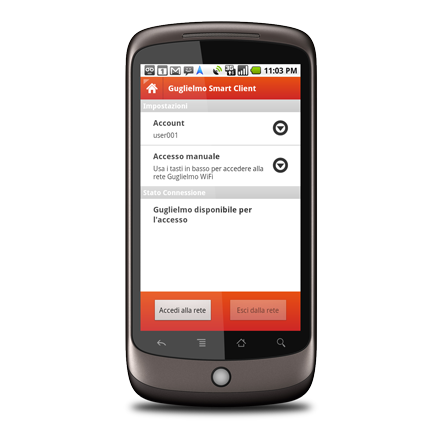 11:03 PM
Guglielmo Smart Client
Impostazioni
Account
user001
Accesso manuale
Usa i tasti in basso per accedere alla
rete Guglielmo WiFi
Stato Connessione
Guglielmo disponibile per
l'accesso
Accedi alla rete
Esci dalla rete